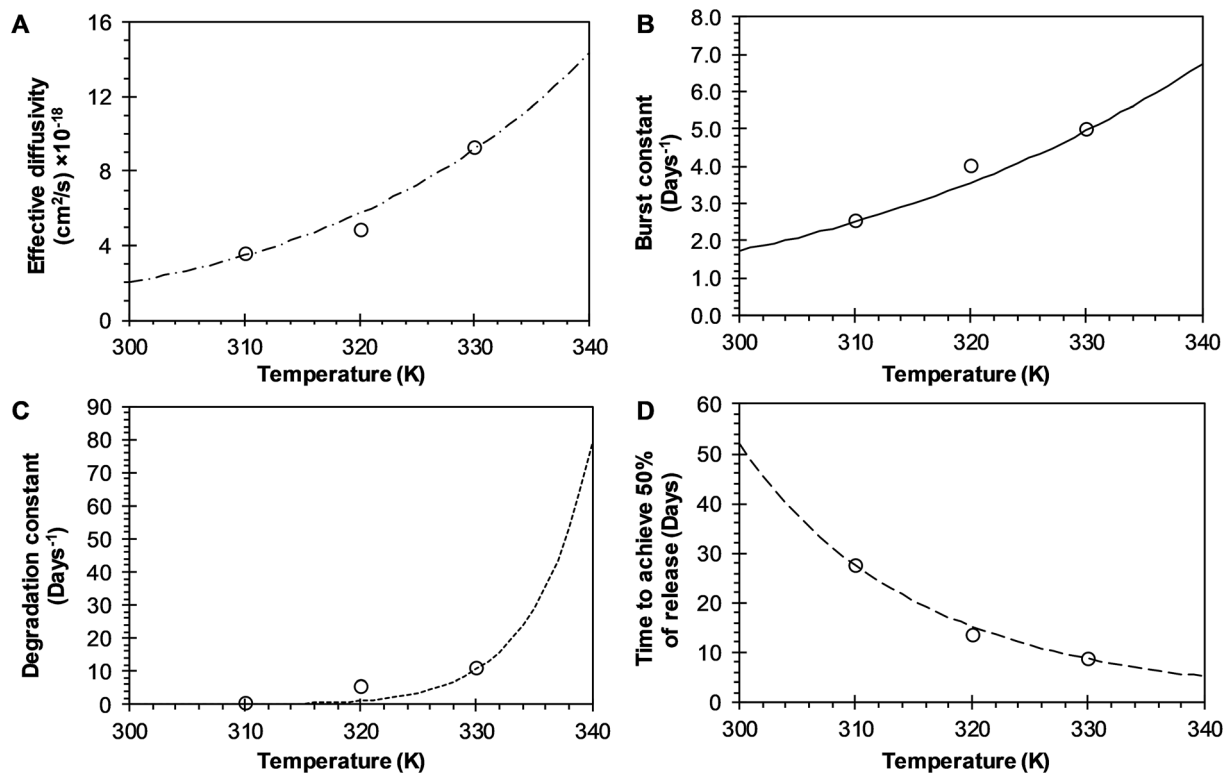 A
Effective diffusivity
(cm²/s) ×10⁻¹⁸
16
12
8
4
0
300 310 320 330 340
Temperature (K)
B
Burst constant
(Days⁻¹)
8.0
7.0
6.0
5.0
4.0
3.0
2.0
1.0
0.0
300 310 320 330 340
Temperature (K)
C
Degradation constant
(Days⁻¹)
90
80
70
60
50
40
30
20
10
0
300 310 320 330 340
Temperature (K)
D
Time to achieve 50%
of release (Days)
60
50
40
30
20
10
0
300 310 320 330 340
Temperature (K)